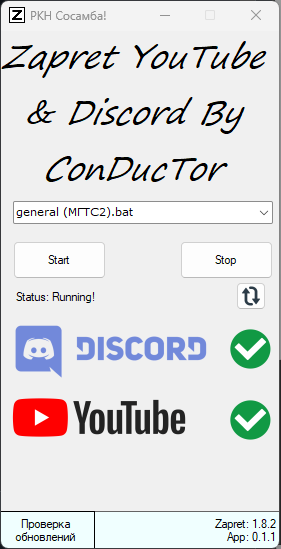 РКН Сосамба!
Zapret YouTube
& Discord By
ConDucTor
general (МГТС2).bat
Start
Stop
Status: Running!
DISCORD
YouTube
Проверка
обновлений
Zapret: 1.8.2
App: 0.1.1